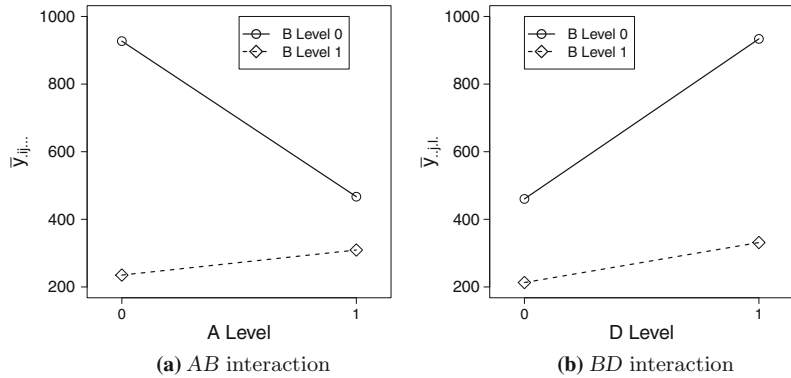 1000
800
600
400
200
y̅.ij...
B Level 0
B Level 1
0 1
A Level
(a) AB interaction
1000
800
600
400
200
y̅..j.l.
B Level 0
B Level 1
0 1
D Level
(b) BD interaction